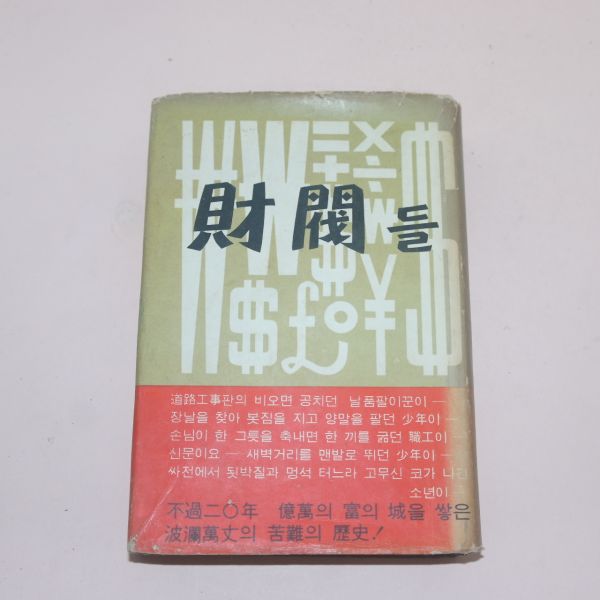 財閥들
道路工事판의 비오면 공치던 날품팔이꾼이 —
장날을 찾아 봇짐을 지고 양말을 팔던 少年이 —
손님이 한 그릇을 축내면 한 끼를 굶던 職工이 —
신문이요 — 새벽거리를 맨발로 뛰던 少年이 —
싸전에서 됫박질과 멍석 터느라 고무신 코가 나간
소년이 —
不過二〇年 億萬의 富의 城을 쌓은
波瀾萬丈의 苦難의 歷史!